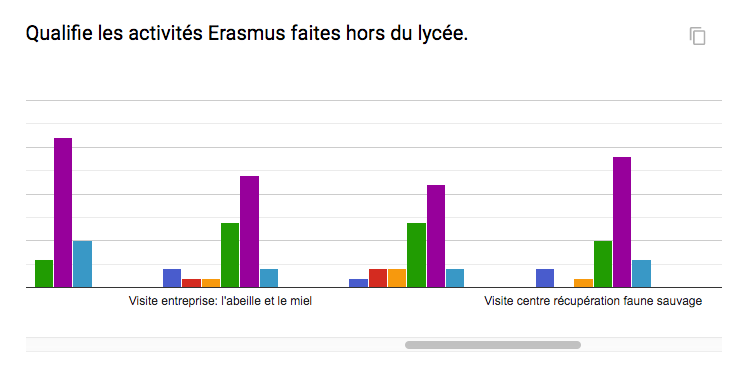 Qualifie les activités Erasmus faites hors du lycée.
Visite entreprise: l'abeille et le miel
Visite centre récupération faune sauvage